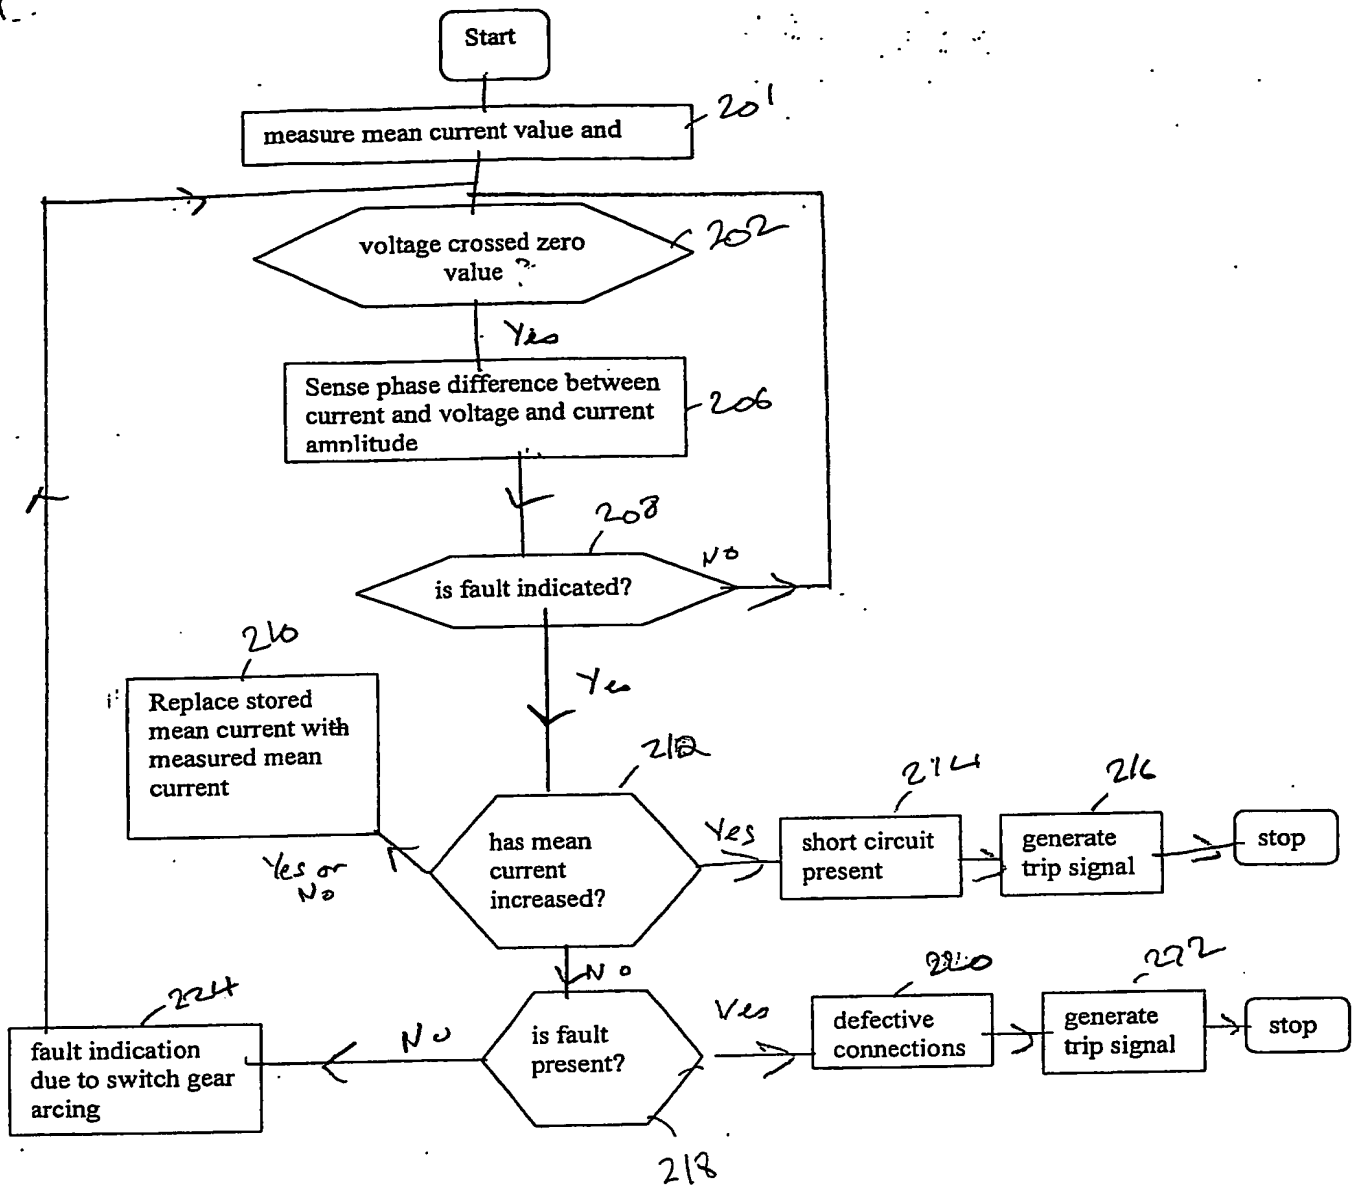 Start
measure mean current value and
201
voltage crossed zero
value ?
202
Yes
Sense phase difference between
current and voltage and current
amplitude
206
208
is fault indicated?
No
210
Replace stored
mean current with
measured mean
current
Yes
212
has mean
current
increased?
Yes or
No
Yes
214
short circuit
present
216
generate
trip signal
stop
No
is fault
present?
218
Yes
220
defective
connections
222
generate
trip signal
stop
No
224
fault indication
due to switch gear
arcing